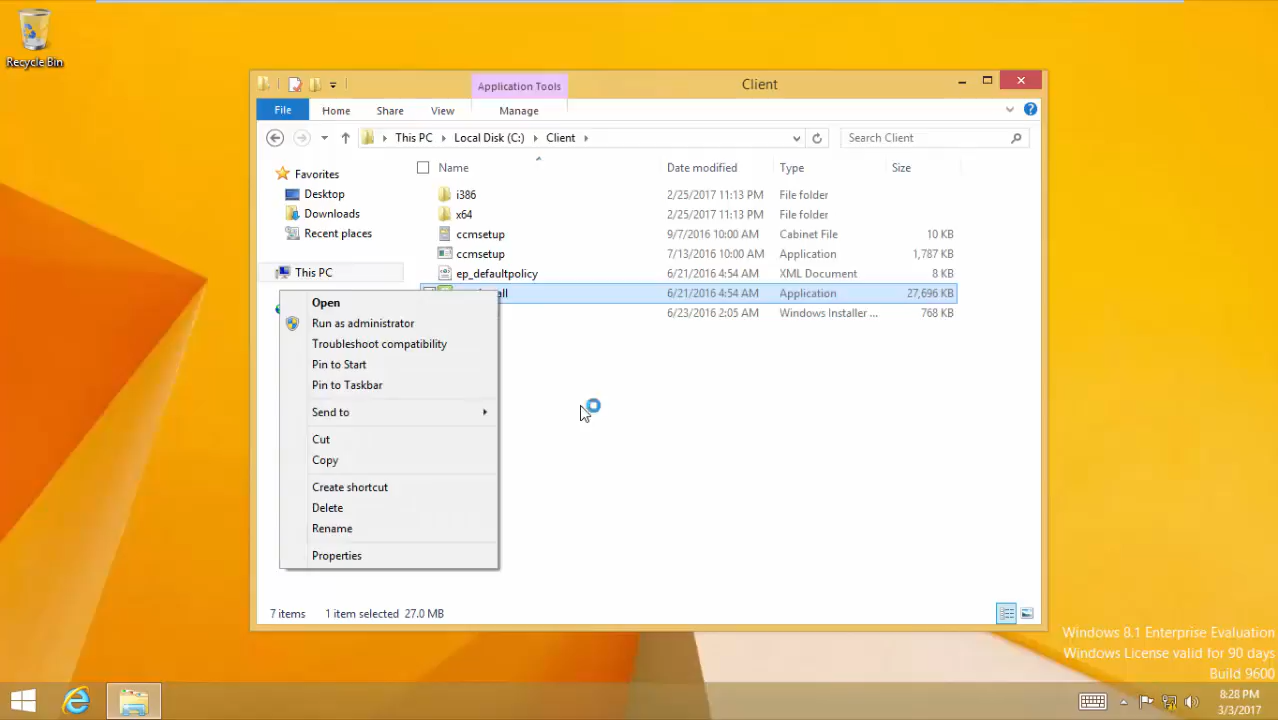 Recycle Bin
Application Tools
Client
File Home Share View Manage
This PC Local Disk (C:) Client
Search Client
Name Date modified Type Size
Favorites
Desktop
Downloads
Recent places
This PC
i386 2/25/2017 11:13 PM File folder
x64 2/25/2017 11:13 PM File folder
ccmsetup 9/7/2016 10:00 AM Cabinet File 10 KB
ccmsetup 7/13/2016 10:00 AM Application 1,787 KB
ep_defaultpolicy 6/21/2016 4:54 AM XML Document 8 KB
6/21/2016 4:54 AM Application 27,696 KB
6/23/2016 2:05 AM Windows Installer ... 768 KB
Open
Run as administrator
Troubleshoot compatibility
Pin to Start
Pin to Taskbar
Send to
Cut
Copy
Create shortcut
Delete
Rename
Properties
7 items 1 item selected 27.0 MB
Windows 8.1 Enterprise Evaluation
Windows License valid for 90 days
Build 9600
8:28 PM
3/3/2017